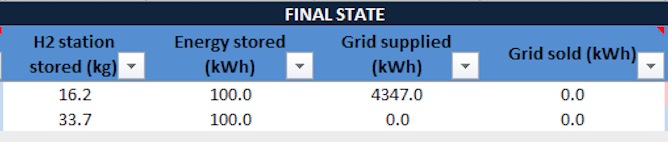 FINAL STATE
H2 station stored (kg) Energy stored (kWh) Grid supplied (kWh) Grid sold (kWh)
16.2 100.0 4347.0 0.0
33.7 100.0 0.0 0.0